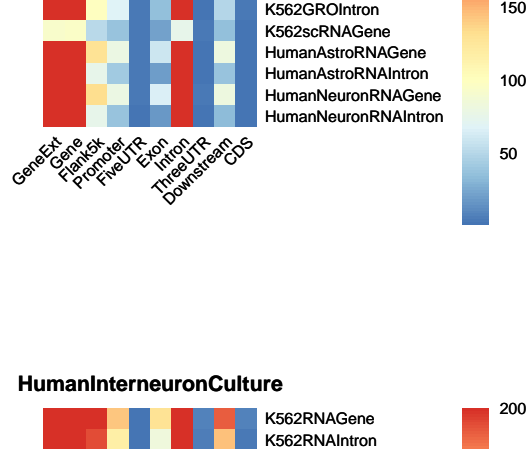 K562GROIntron
K562scRNAGene
HumanAstroRNAGene
HumanAstroRNAIntron
HumanNeuronRNAGene
HumanNeuronRNAIntron
150
100
50
GeneExt
Gene
Flank5k
Promoter
FiveUTR
Exon
Intron
ThreeUTR
Downstream
CDS
HumanInterneuronCulture
K562RNAGene
K562RNAIntron
200